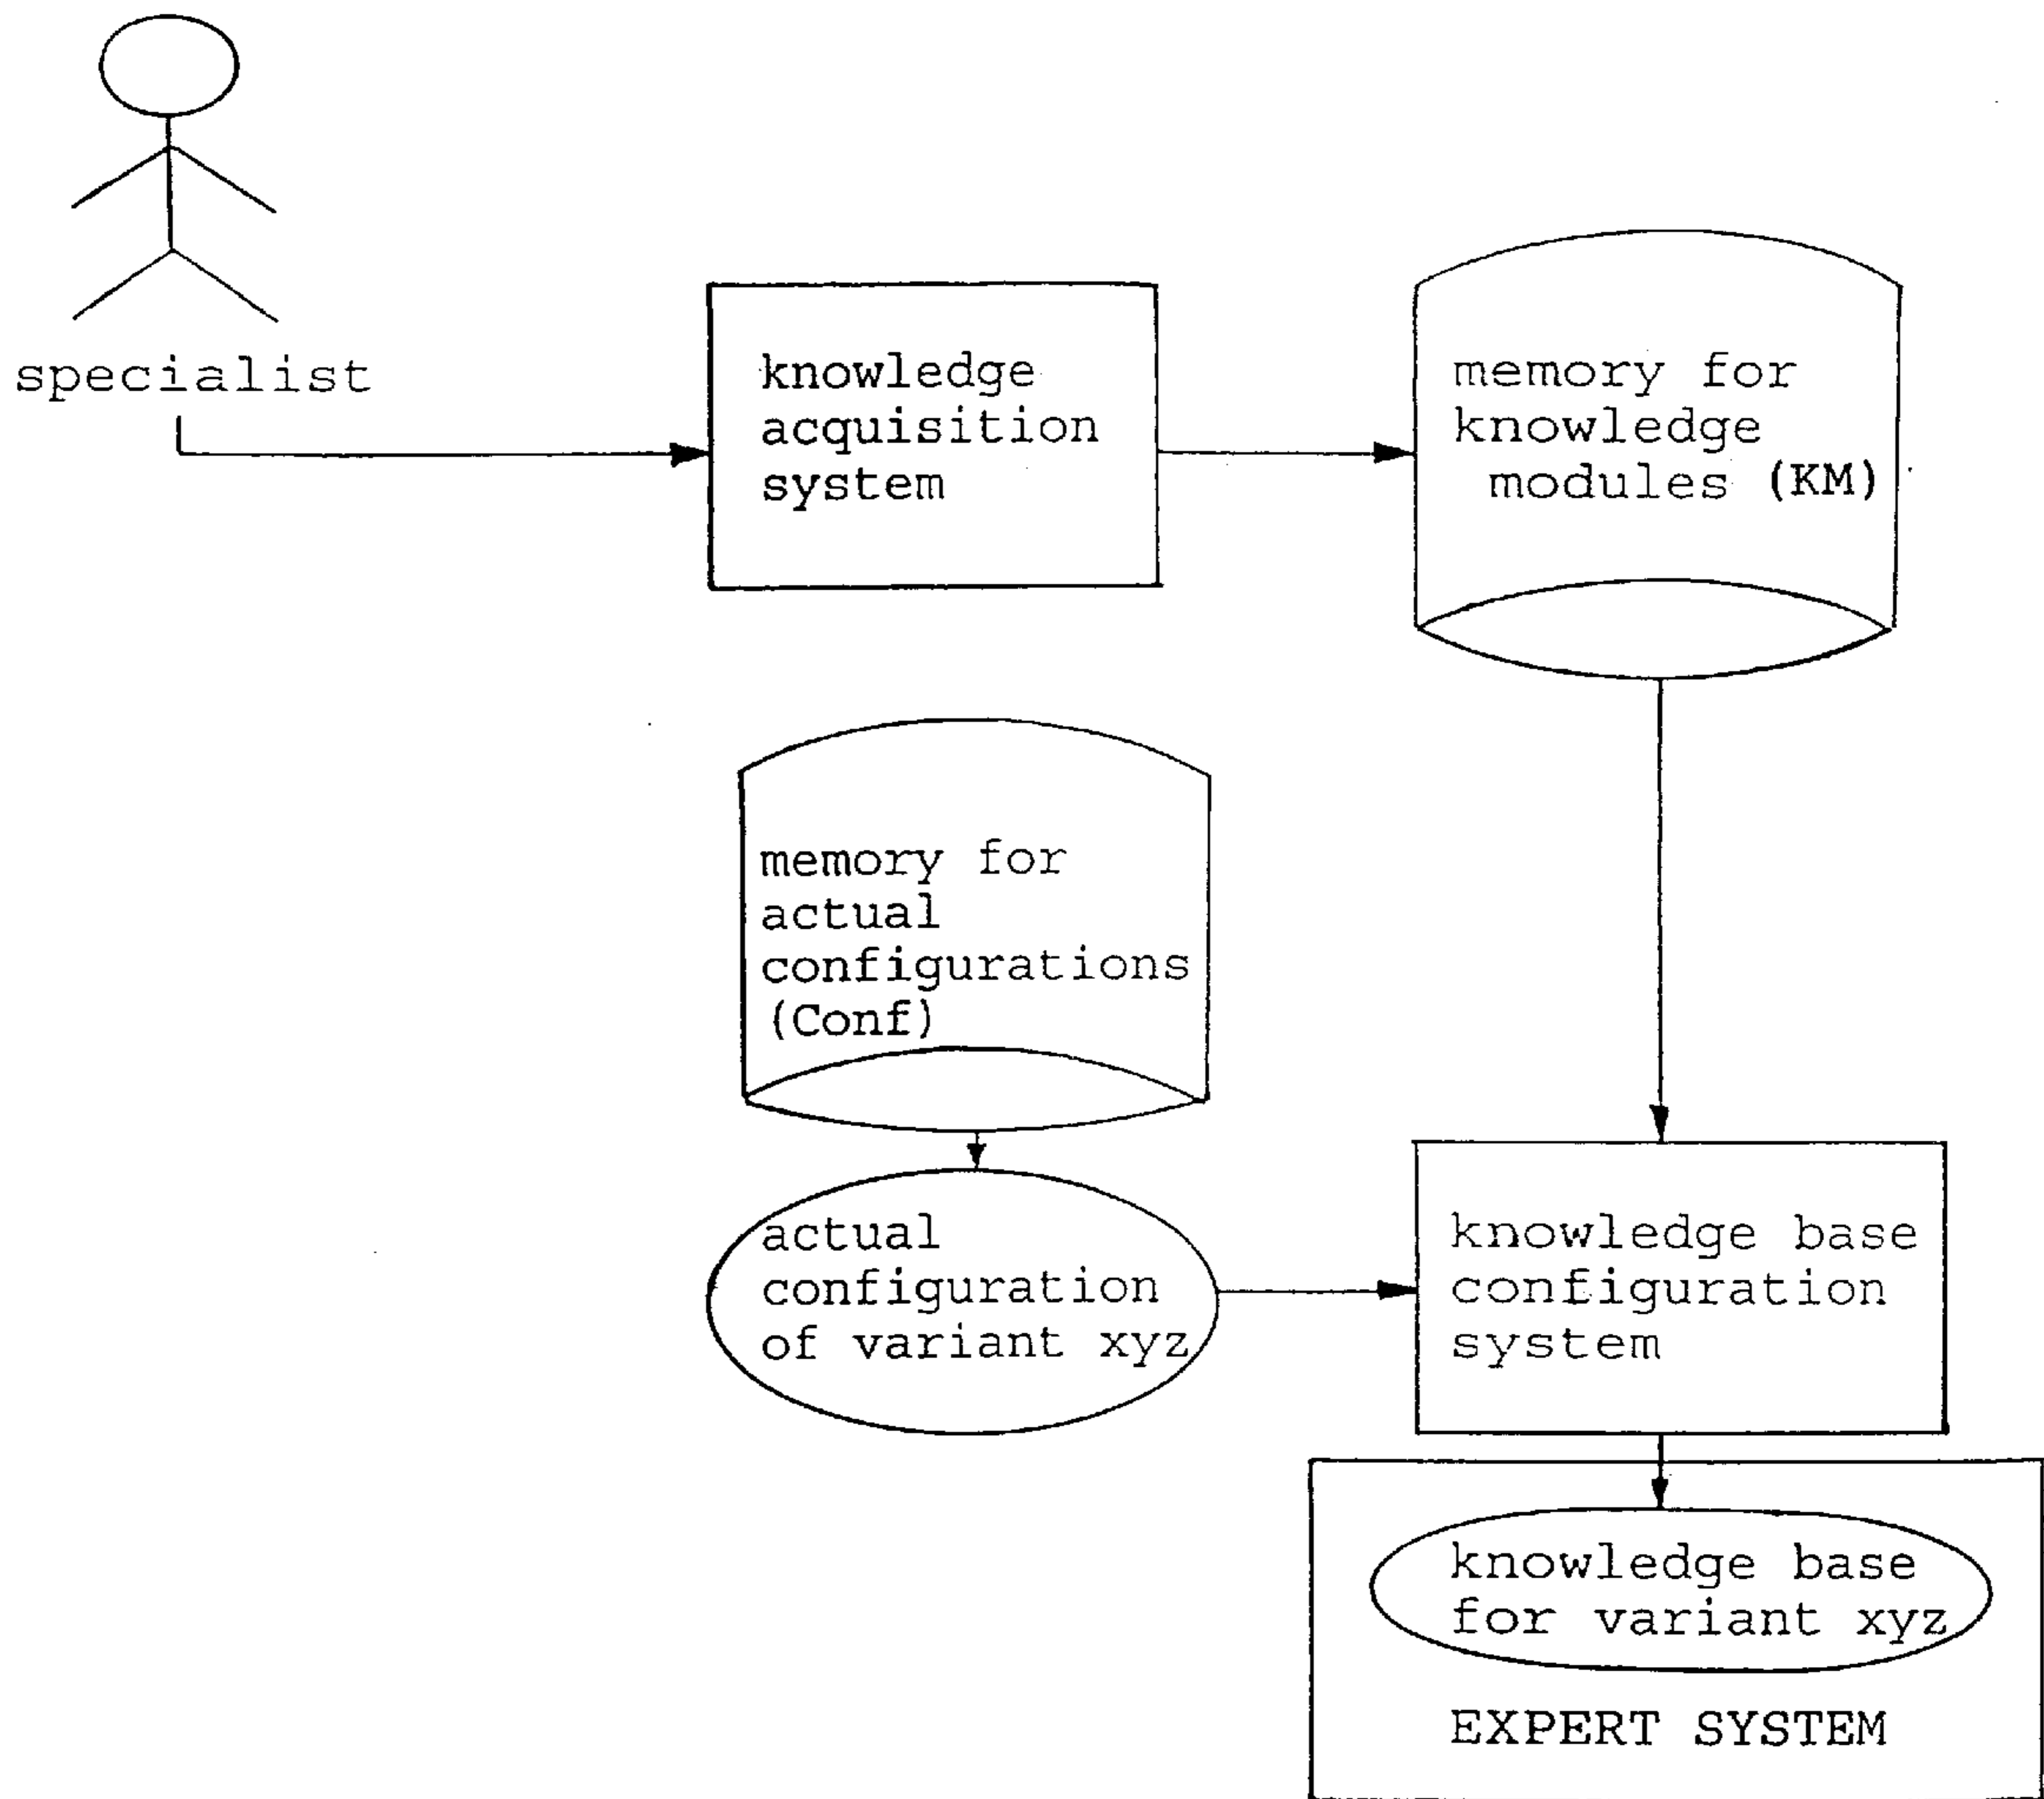 specialist
knowledge
acquisition
system
memory for
knowledge
modules (KM)
memory for
actual
configurations
(Conf)
actual
configuration
of variant xyz
knowledge base
configuration
system
knowledge base
for variant xyz
EXPERT SYSTEM